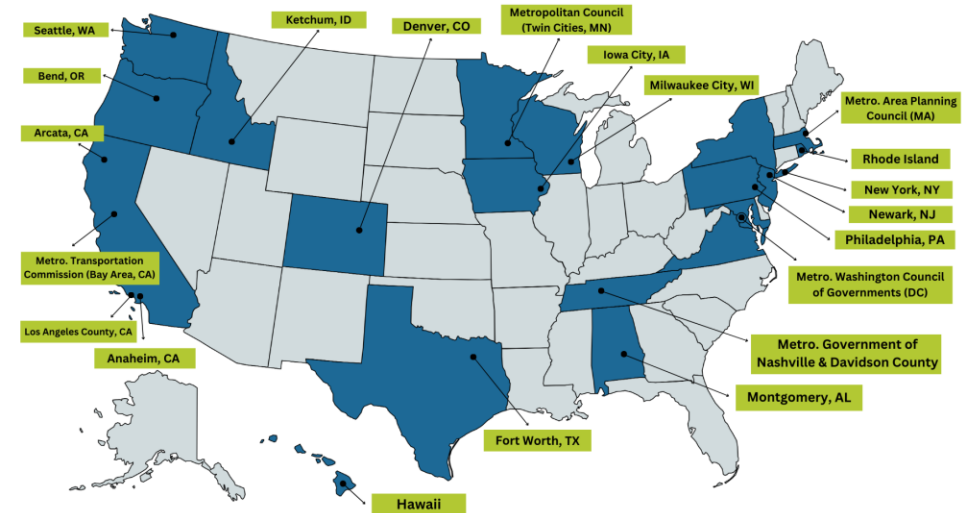 Seattle, WA
Ketchum, ID
Denver, CO
Metropolitan Council
(Twin Cities, MN)
Iowa City, IA
Milwaukee City, WI
Bend, OR
Metro. Area Planning
Council (MA)
Arcata, CA
Rhode Island
New York, NY
Newark, NJ
Philadelphia, PA
Metro. Transportation
Commission (Bay Area, CA)
Metro. Washington Council
of Governments (DC)
Los Angeles County, CA
Anaheim, CA
Metro. Government of
Nashville & Davidson County
Montgomery, AL
Fort Worth, TX
Hawaii